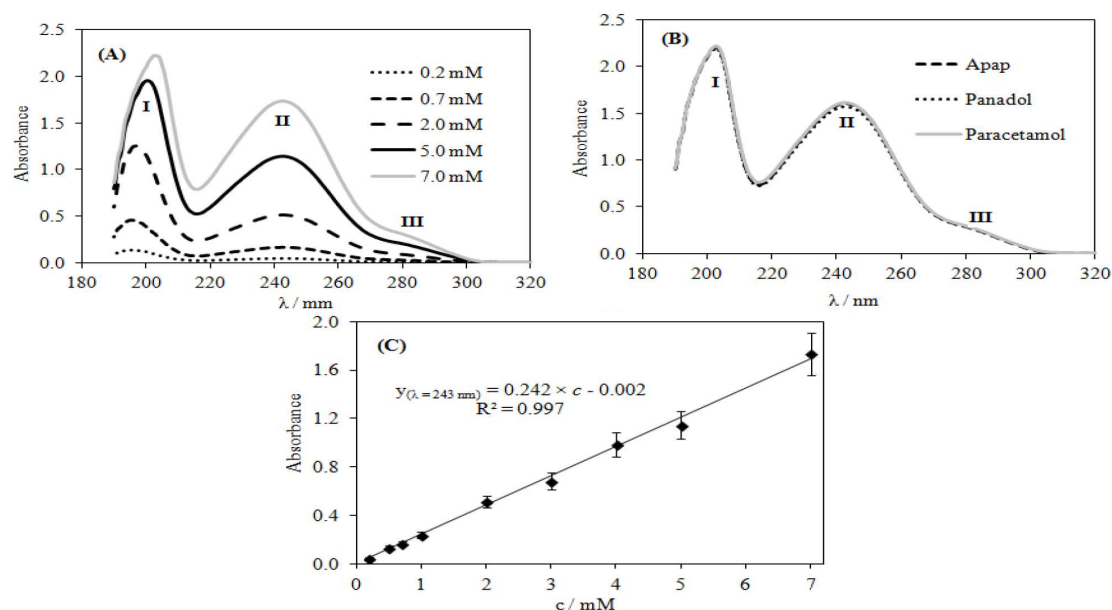 (A)
2.5
2.0
1.5
1.0
0.5
0.0
Absorbance
I
II
III
0.2 mM
0.7 mM
2.0 mM
5.0 mM
7.0 mM
180 200 220 240 260 280 300 320
λ / mm
(B)
2.5
2.0
1.5
1.0
0.5
0.0
Absorbance
I
II
III
Apap
Panadol
Paracetamol
180 200 220 240 260 280 300 320
λ / nm
(C)
2.0
1.6
1.2
0.8
0.4
0.0
Absorbance
y(λ = 243 nm) = 0.242 × c - 0.002
R² = 0.997
0 1 2 3 4 5 6 7
c / mM